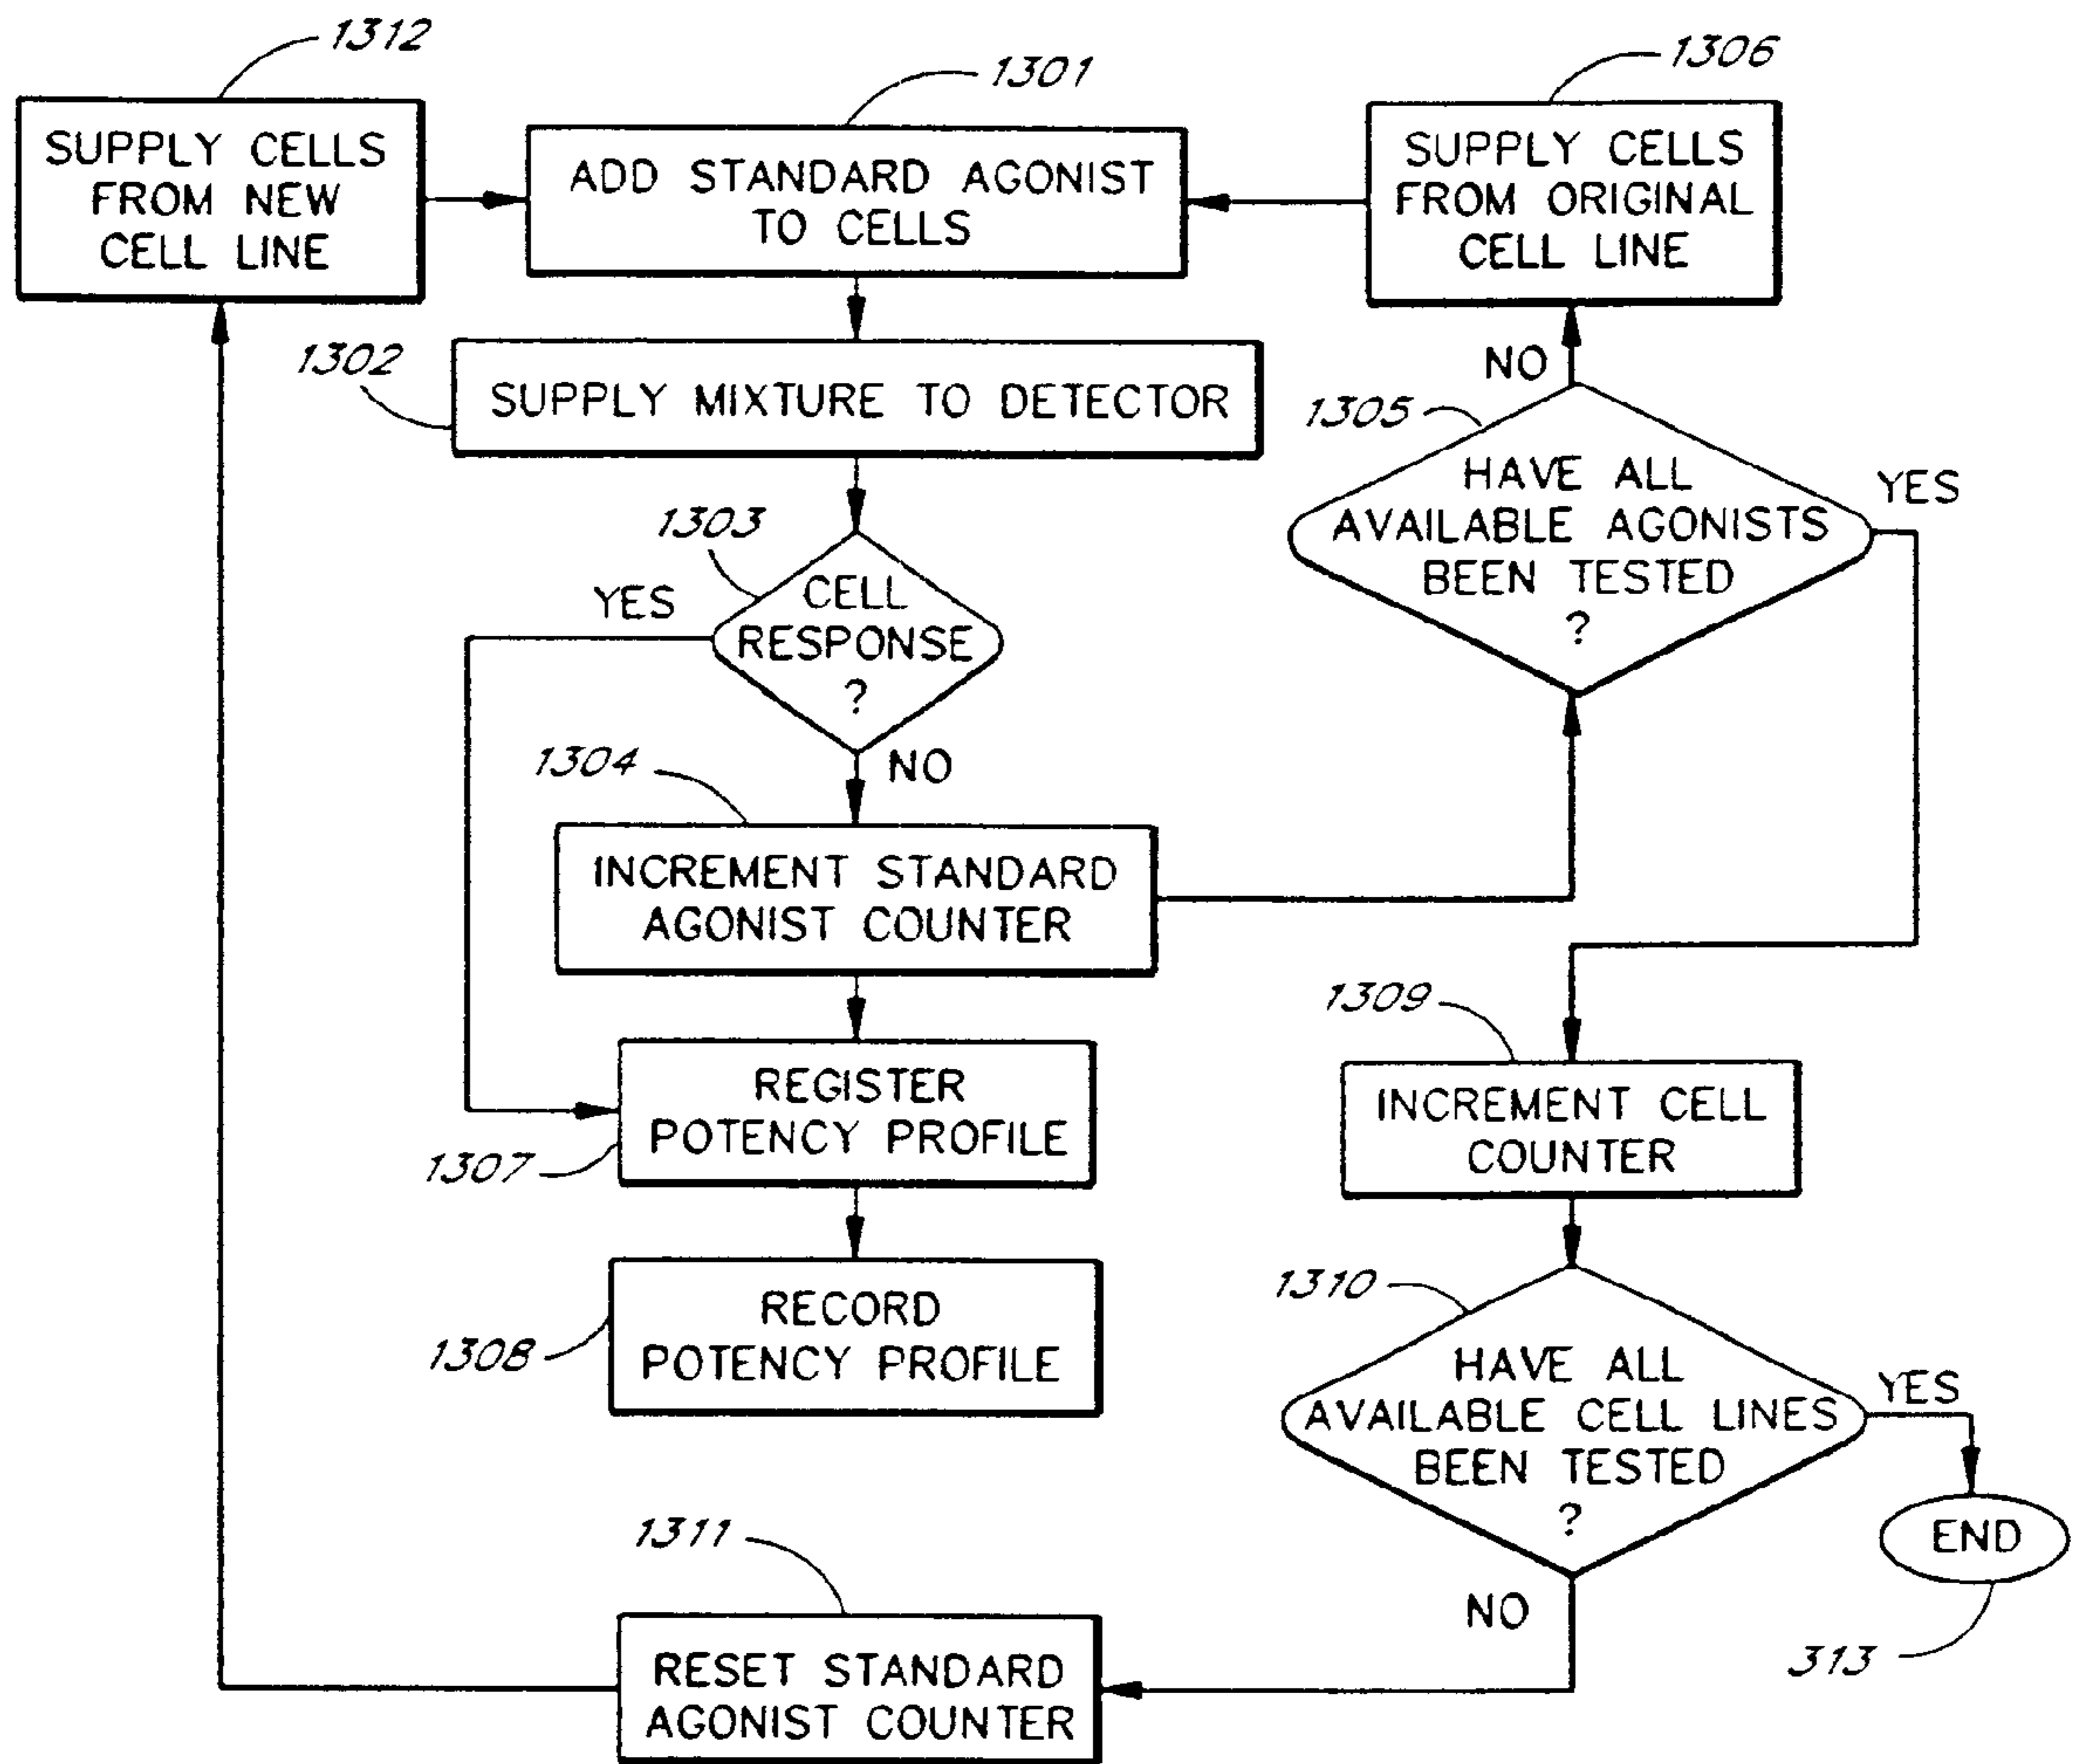 1312
SUPPLY CELLS
FROM NEW
CELL LINE
1301
ADD STANDARD AGONIST
TO CELLS
1306
SUPPLY CELLS
FROM ORIGINAL
CELL LINE
1302
SUPPLY MIXTURE TO DETECTOR
NO
1305
HAVE ALL
AVAILABLE AGONISTS
BEEN TESTED
?
YES
1303
YES
CELL
RESPONSE
?
NO
1304
INCREMENT STANDARD
AGONIST COUNTER
1307
REGISTER
POTENCY PROFILE
1308
RECORD
POTENCY PROFILE
1309
INCREMENT CELL
COUNTER
1310
HAVE ALL
AVAILABLE CELL LINES
BEEN TESTED
?
YES
END
313
NO
1311
RESET STANDARD
AGONIST COUNTER